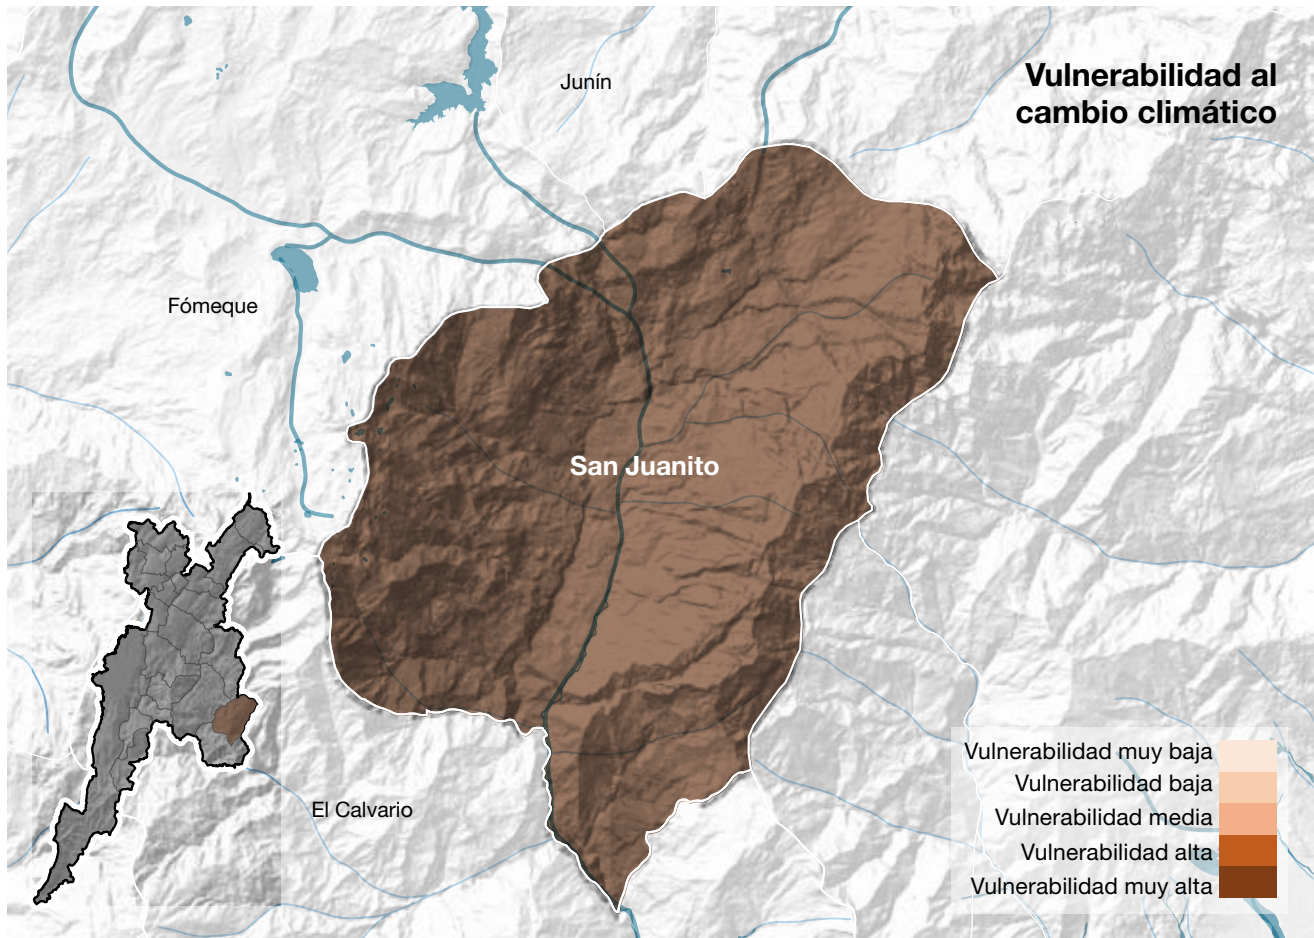 Vulnerabilidad al
cambio climático
Junín
Fómeque
San Juanito
El Calvario
Vulnerabilidad muy baja
Vulnerabilidad baja
Vulnerabilidad media
Vulnerabilidad alta
Vulnerabilidad muy alta